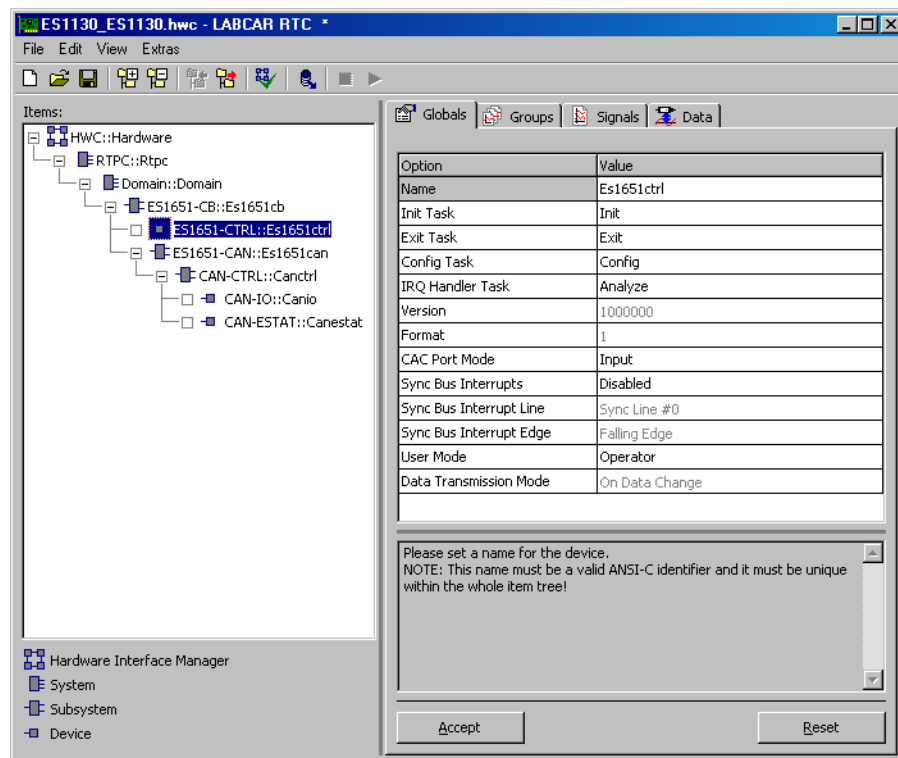 ES1130_ES1130.hwc - LABCAR RTC *
File Edit View Extras
Items:
HWC::Hardware
RTPC::Rtpc
Domain::Domain
ES1651-CB::Es1651cb
ES1651-CTRL::Es1651ctrl
ES1651-CAN::Es1651can
CAN-CTRL::Canctrl
CAN-IO::Canio
CAN-ESTAT::Canestat
Hardware Interface Manager
System
Subsystem
Device
Globals Groups Signals Data
Option Value
Name Es1651ctrl
Init Task Init
Exit Task Exit
Config Task Config
IRQ Handler Task Analyze
Version 1000000
Format 1
CAC Port Mode Input
Sync Bus Interrupts Disabled
Sync Bus Interrupt Line Sync Line #0
Sync Bus Interrupt Edge Falling Edge
User Mode Operator
Data Transmission Mode On Data Change
Please set a name for the device.
NOTE: This name must be a valid ANSI-C identifier and it must be unique
within the whole item tree!
Accept Reset